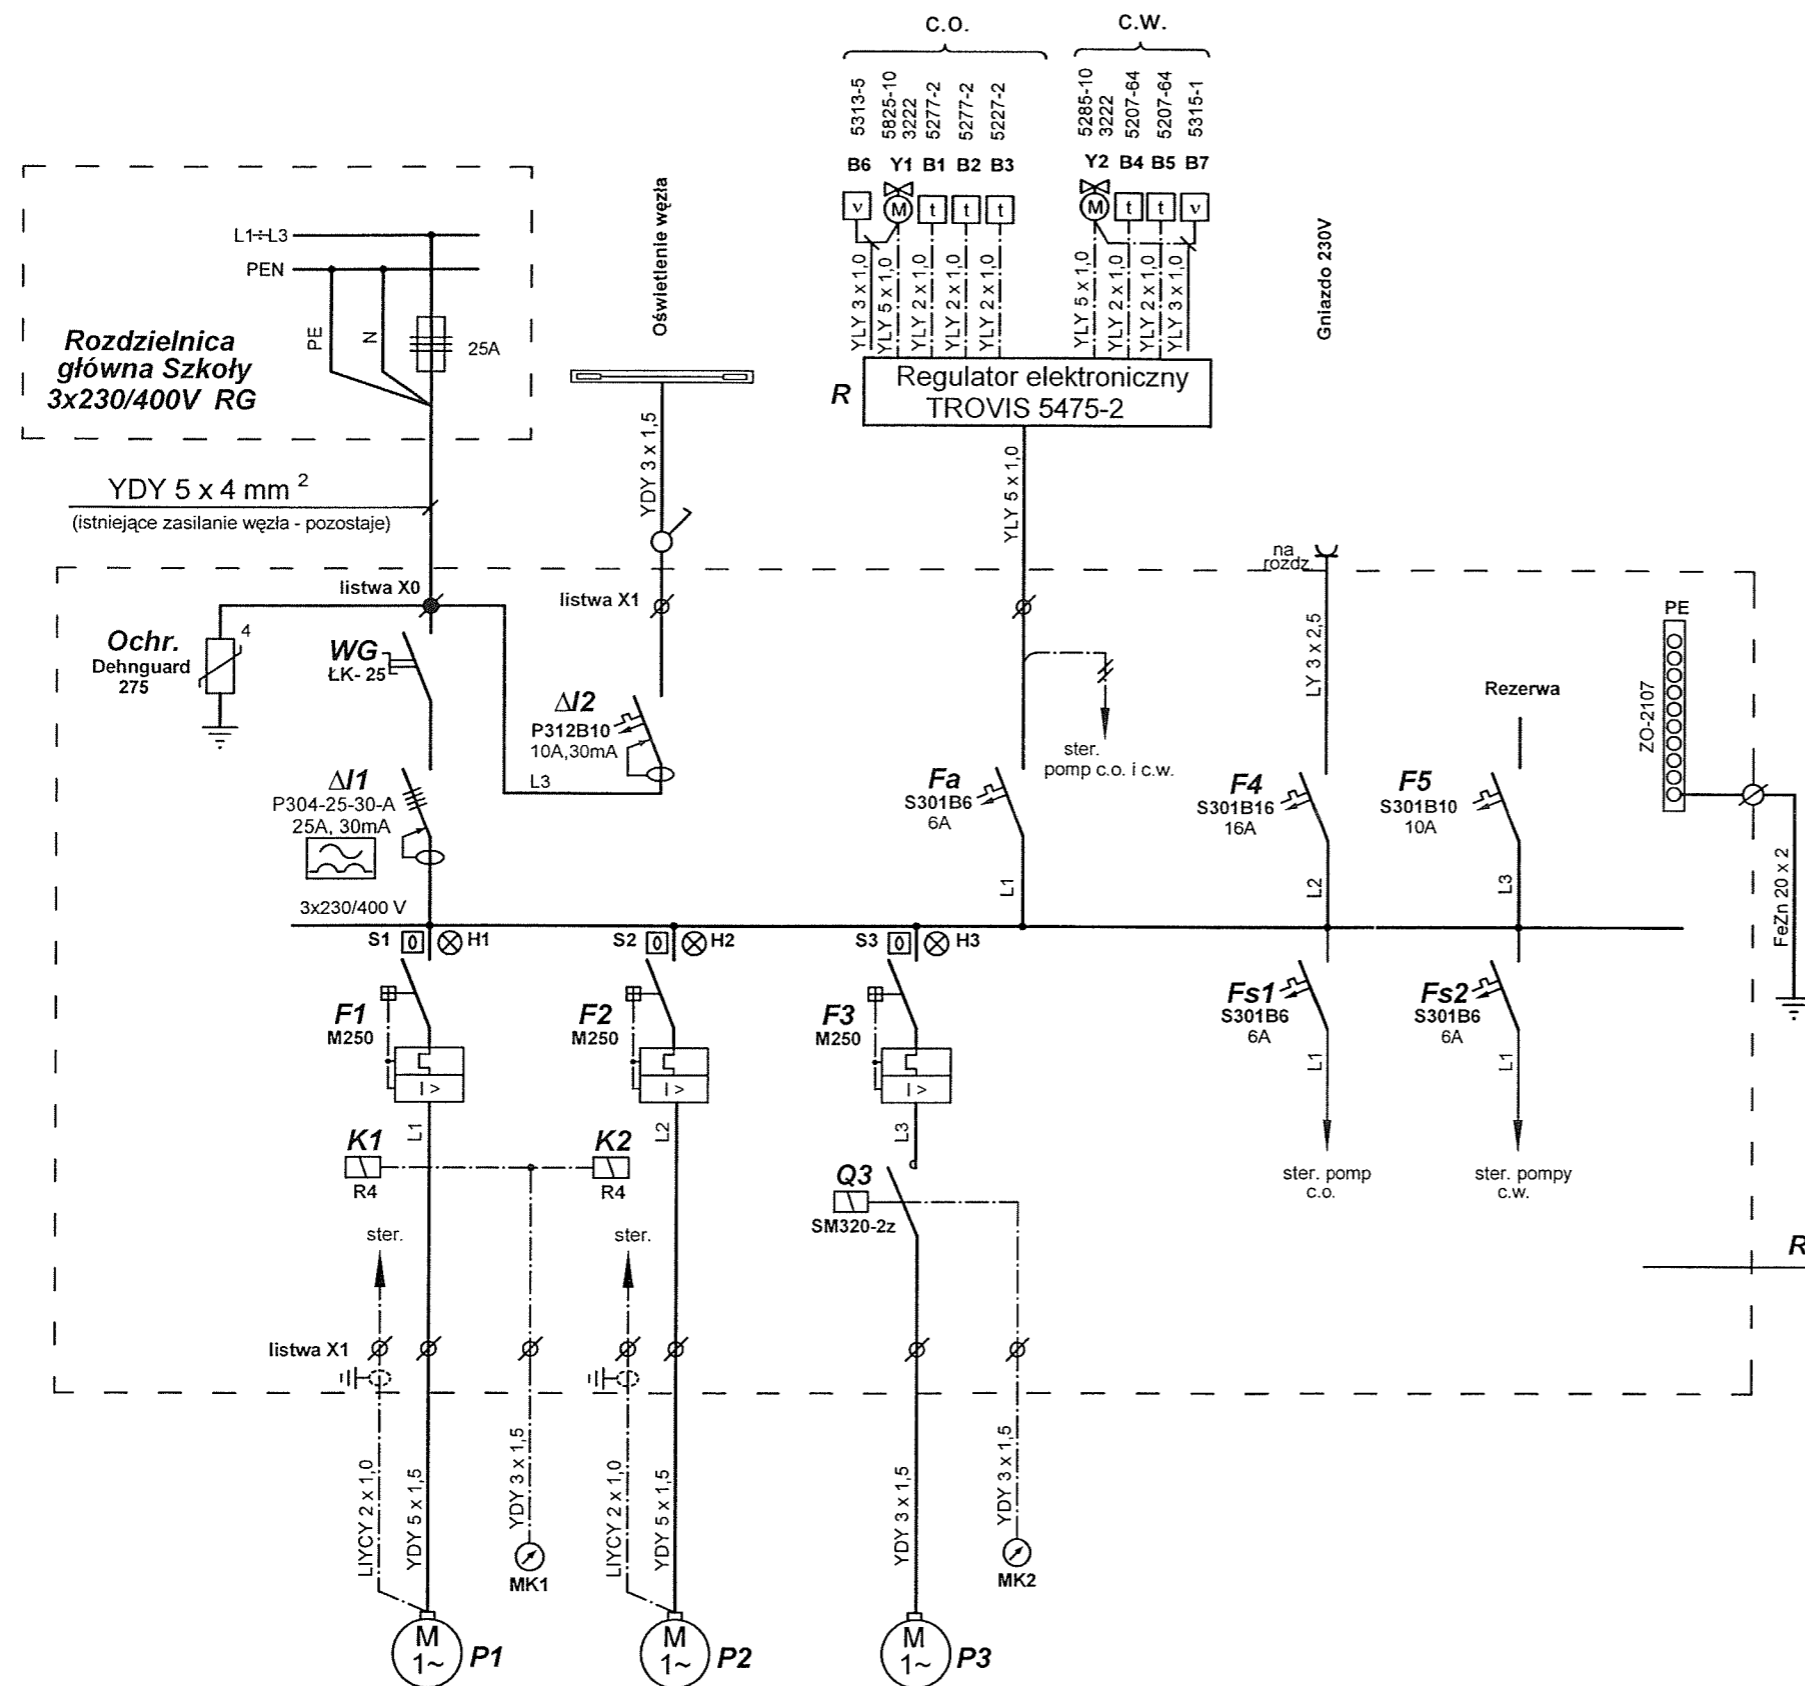 C.O.
C.W.
5313-5
5825-10
3222
5277-2
5277-2
5227-2
5285-10
3222
5207-64
5207-64
5315-1
B6 Y1 B1 B2 B3
Y2 B4 B5 B7
v M t t t
M t t v
YLY 3 x 1,0
YLY 5 x 1,0
YLY 2 x 1,0
YLY 2 x 1,0
YLY 2 x 1,0
YLY 5 x 1,0
YLY 2 x 1,0
YLY 2 x 1,0
YLY 3 x 1,0
Oświetlenie węzła
Gniazdo 230V
L1÷L3
PEN
PE
N
25A
Rozdzielnica
główna Szkoły
3x230/400V RG
R
Regulator elektroniczny
TROVIS 5475-2
YDY 3 x 1,5
YLY 5 x 1,0
YDY 5 x 4 mm 2
(istniejące zasilanie węzła - pozostaje)
na
rozdz
listwa X0
listwa X1
Ochr.
Dehnguard
275
4
WG
ŁK- 25
ΔI2
P312B10
10A,30mA
L3
ΔI1
P304-25-30-A
25A, 30mA
ster.
pomp c.o. i c.w.
LY 3 x 2,5
Rezerwa
PE
ZO-2107
Fa
S301B6
6A
L1
F4
S301B16
16A
L2
F5
S301B10
10A
L3
FeZn 20 x 2
3x230/400 V
S1 0 H1
S2 0 H2
S3 0 H3
F1
M250
I >
F2
M250
I >
F3
M250
I >
Fs1
S301B6
6A
L1
Fs2
S301B6
6A
L1
L1
L2
L3
K1
R4
K2
R4
Q3
SM320-2z
ster. pomp
c.o.
ster. pompy
c.w.
ster.
ster.
R
listwa X1
LIYCY 2 x 1,0
YDY 5 x 1,5
YDY 3 x 1,5
LIYCY 2 x 1,0
YDY 5 x 1,5
YDY 3 x 1,5
YDY 3 x 1,5
MK1
MK2
M
1~
P1
M
1~
P2
M
1~
P3